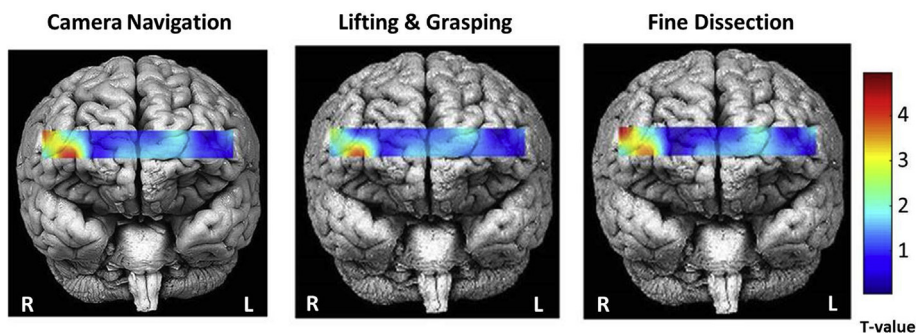 Camera Navigation
Lifting & Grasping
Fine Dissection
R L
R L
R L
4
3
2
1
T-value